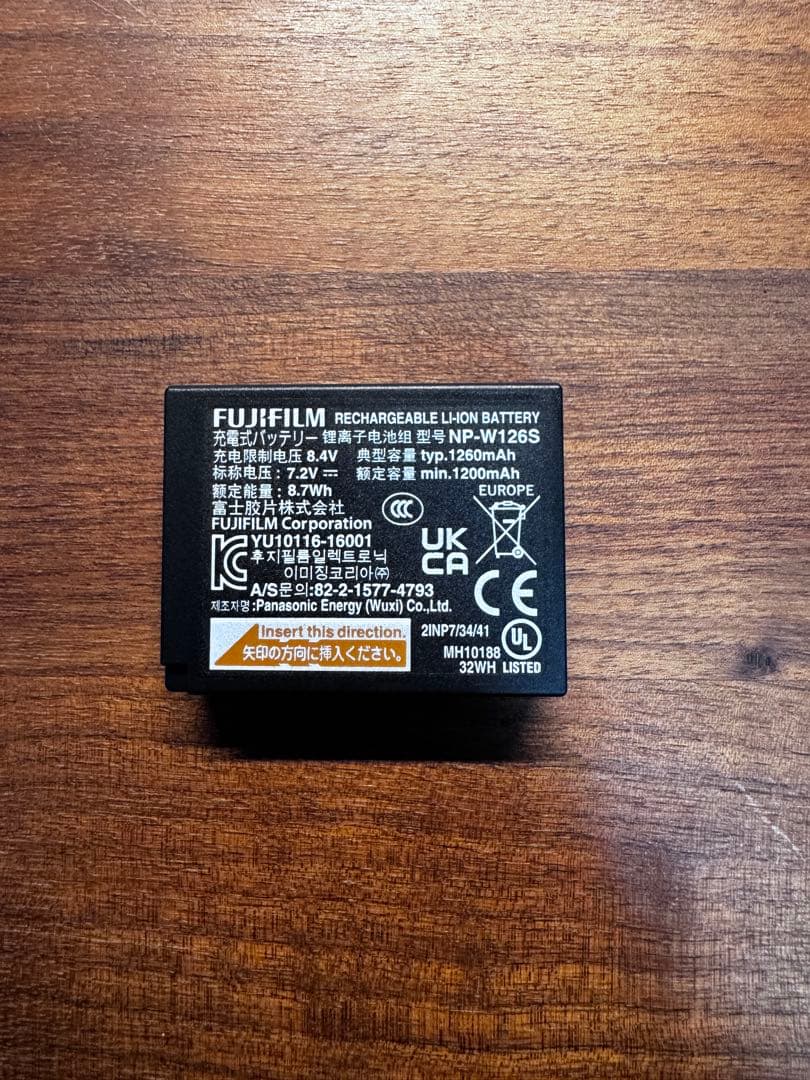 FUJIFILM RECHARGEABLE LI-ION BATTERY
充電式バッテリー 锂离子电池组 型号 NP-W126S
充电限制电压 8.4V 典型容量 typ.1260mAh
标称电压 : 7.2V ⎓ 额定容量 min.1200mAh
额定能量 : 8.7Wh
EUROPE
富士胶片株式会社
CCC
FUJIFILM Corporation
YU10116-16001
KC
후지필름일렉트로닉
이미징코리아㈜
UK
CA
A/S문의:82-2-1577-4793
CE
제조자명 :Panasonic Energy (Wuxi) Co.,Ltd.
Insert this direction.
矢印の方向に挿入ください。
2INP7/34/41
UL
MH10188
32WH LISTED